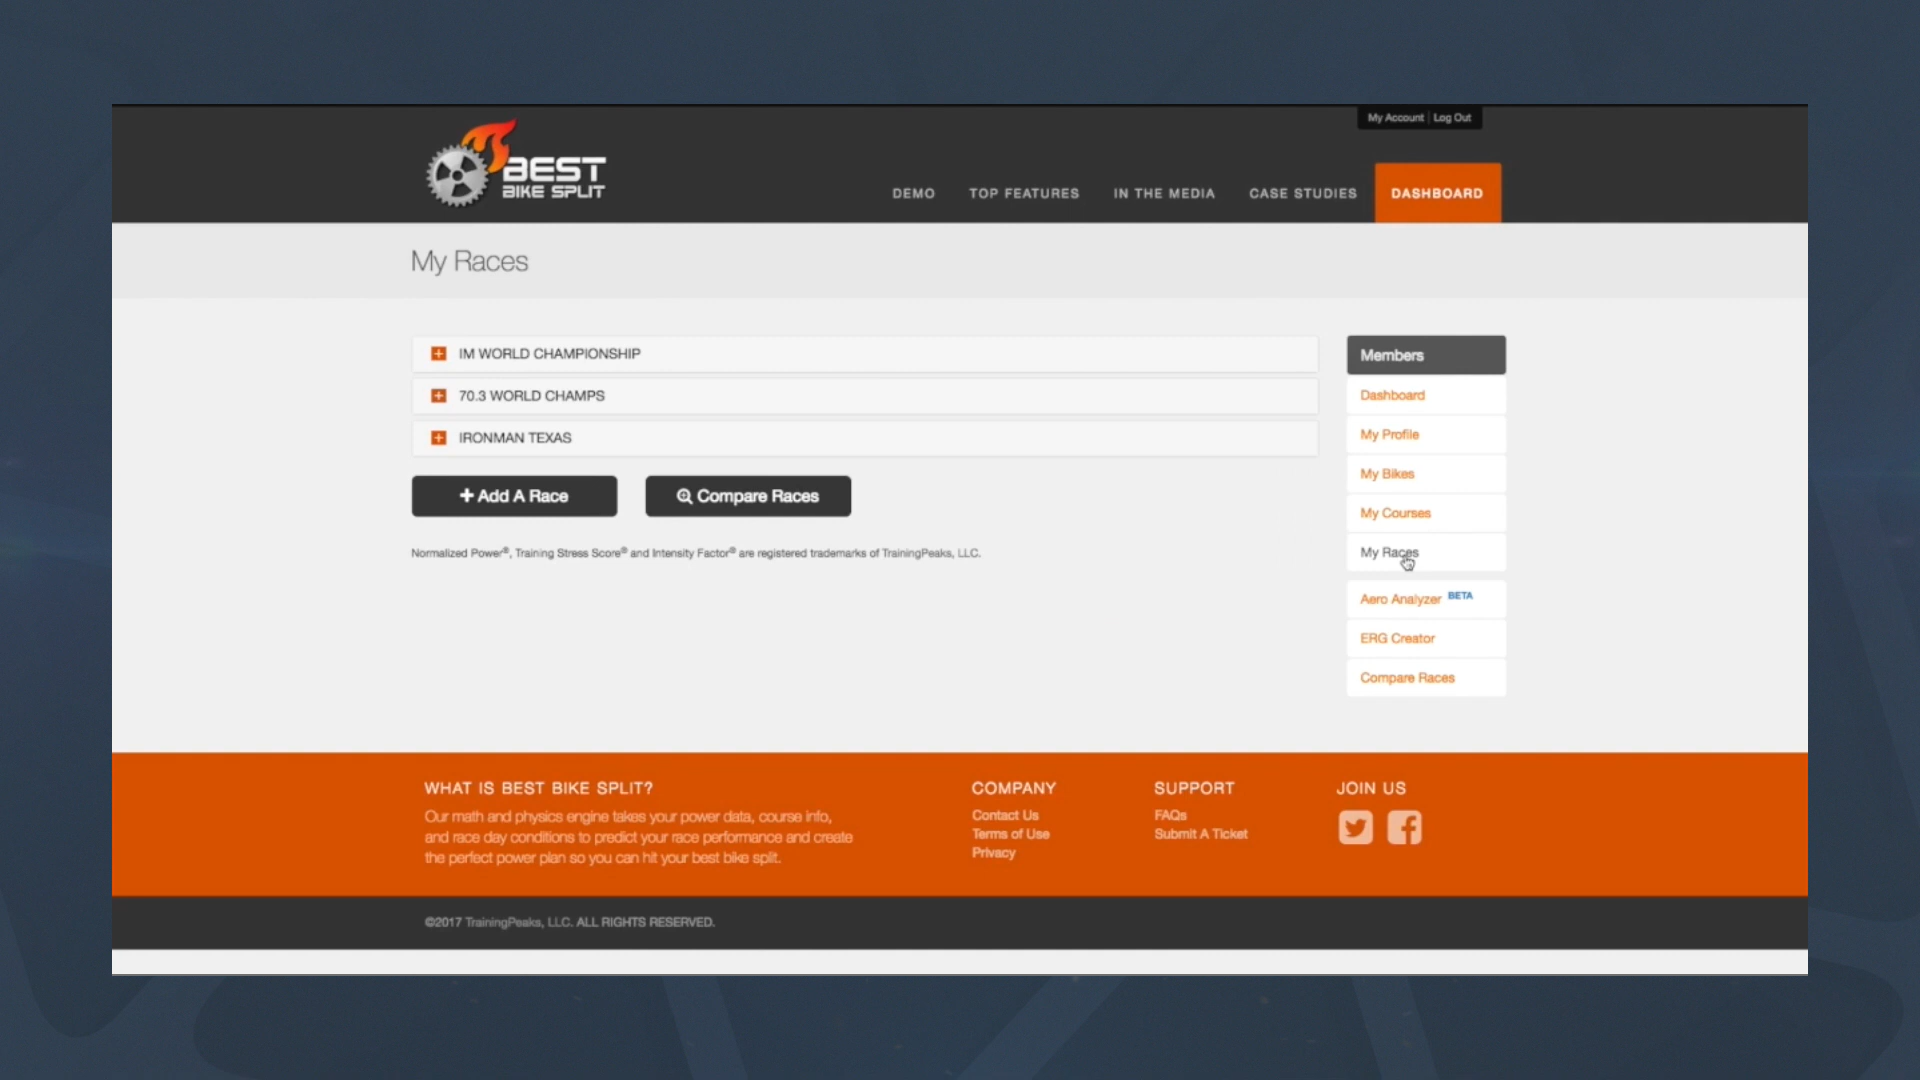 My Account | Log Out
BEST
BIKE SPLIT
DEMO TOP FEATURES IN THE MEDIA CASE STUDIES DASHBOARD
My Races
IM WORLD CHAMPIONSHIP
70.3 WORLD CHAMPS
IRONMAN TEXAS
Add A Race
Compare Races
Normalized Power®, Training Stress Score® and Intensity Factor® are registered trademarks of TrainingPeaks, LLC.
Members
Dashboard
My Profile
My Bikes
My Courses
My Races
Aero Analyzer BETA
ERG Creator
Compare Races
WHAT IS BEST BIKE SPLIT?
Our math and physics engine takes your power data, course info,
and race day conditions to predict your race performance and create
the perfect power plan so you can hit your best bike split.
COMPANY
Contact Us
Terms of Use
Privacy
SUPPORT
FAQs
Submit A Ticket
JOIN US
©2017 TrainingPeaks, LLC. ALL RIGHTS RESERVED.